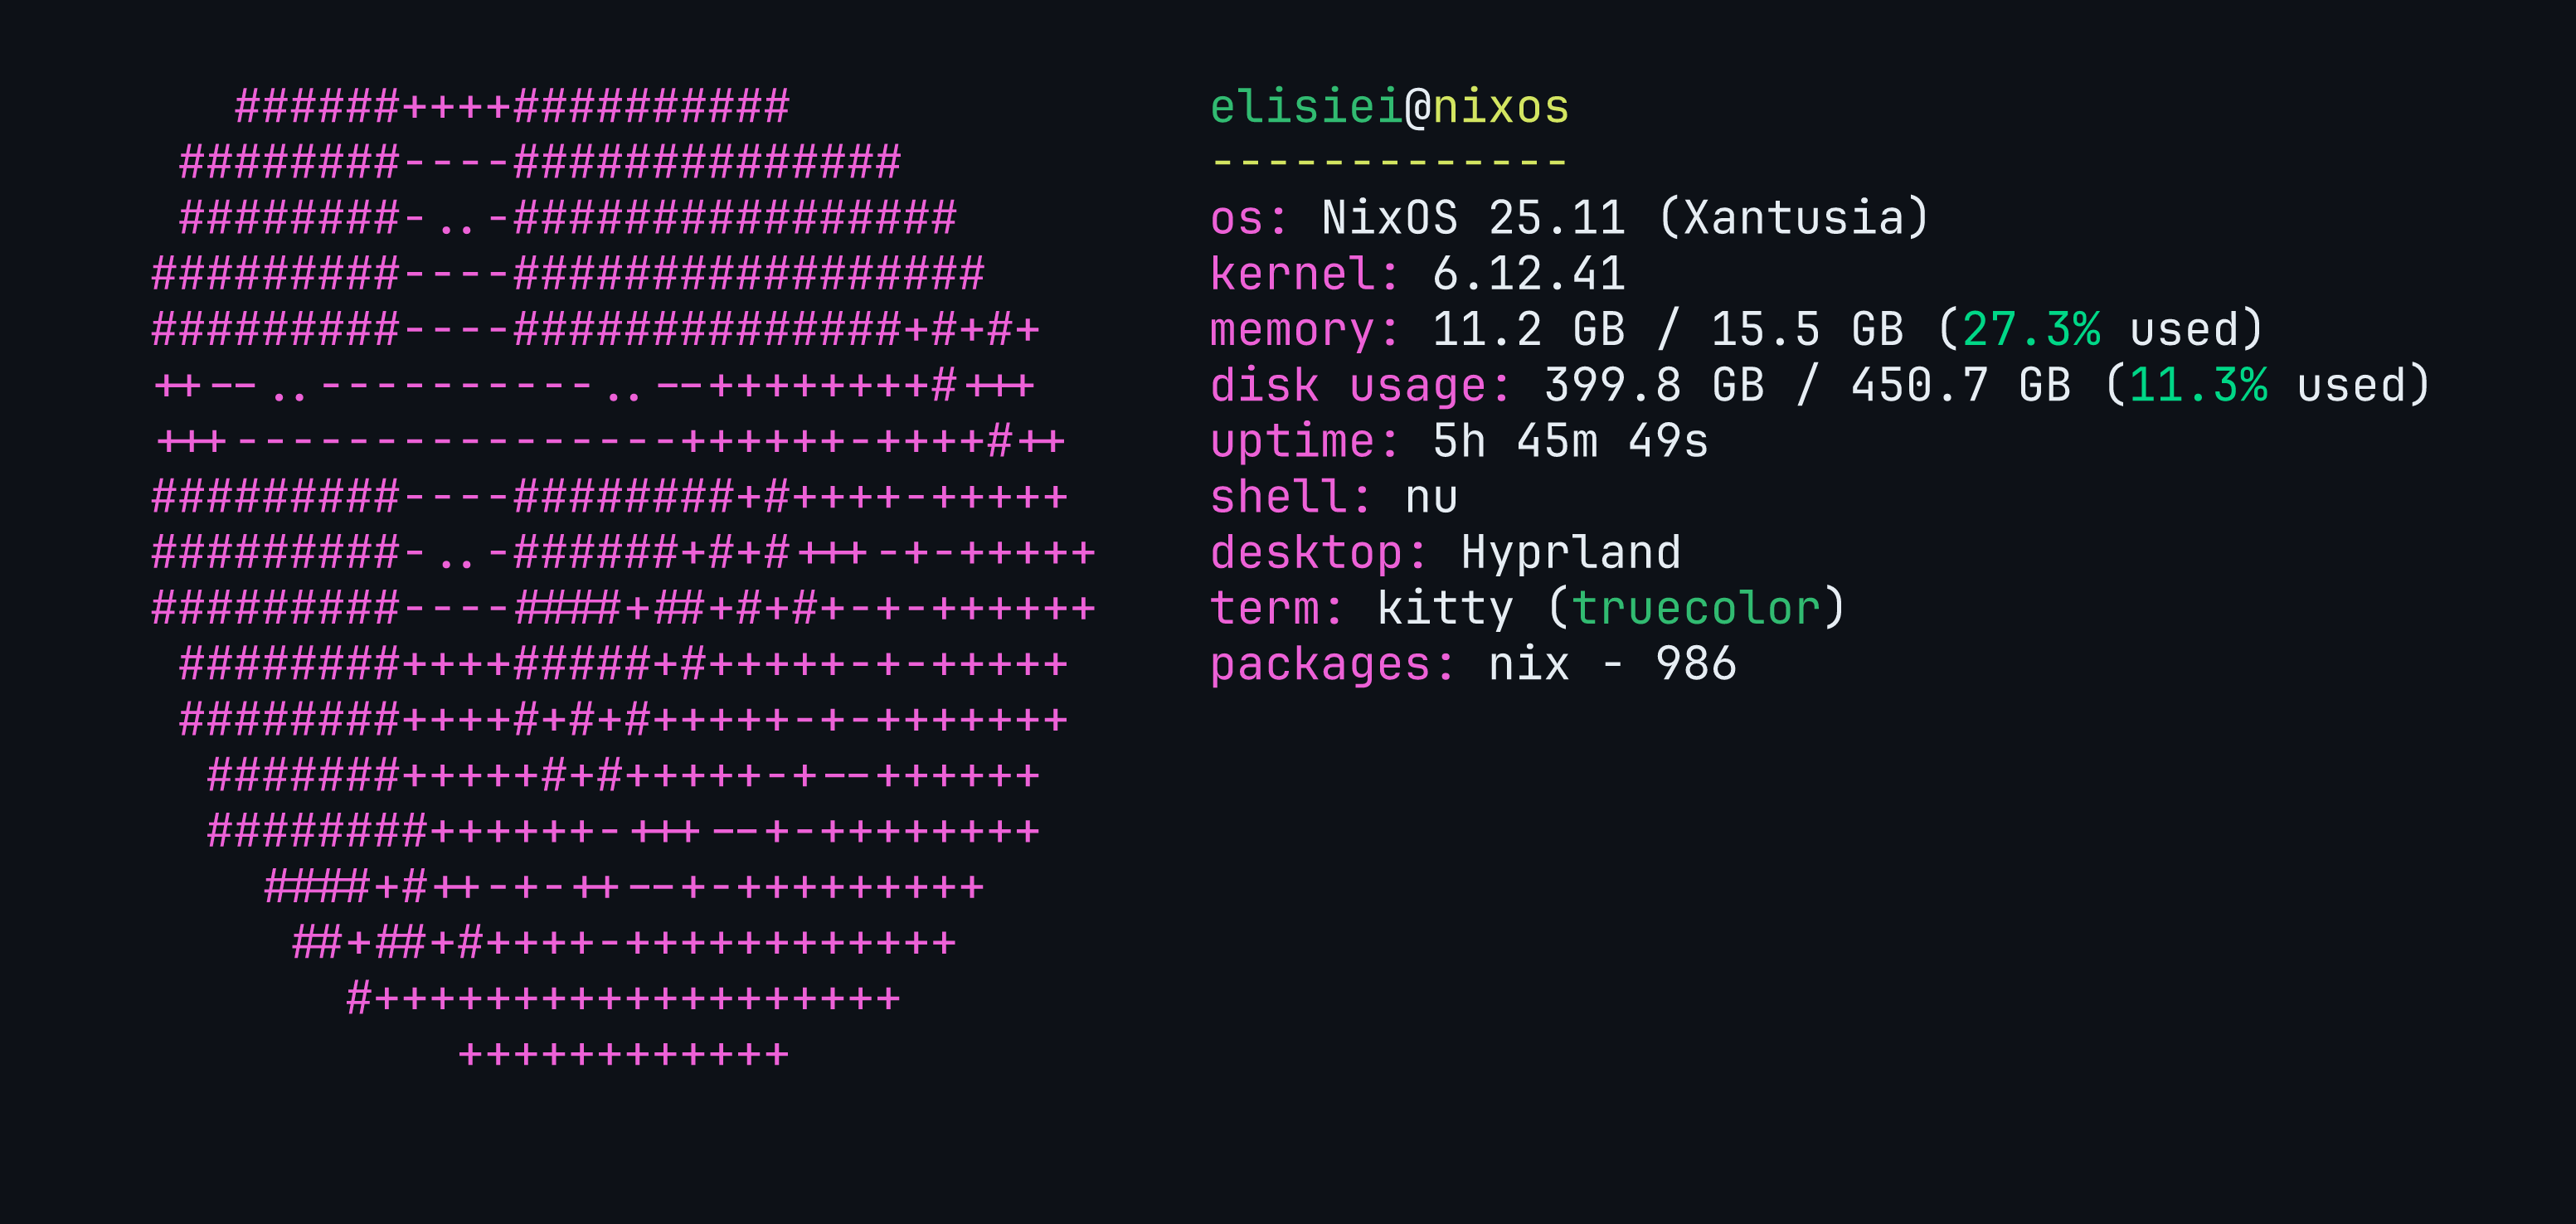 elisiei@nixos
-------------
os: NixOS 25.11 (Xantusia)
kernel: 6.12.41
memory: 11.2 GB / 15.5 GB (27.3% used)
disk usage: 399.8 GB / 450.7 GB (11.3% used)
uptime: 5h 45m 49s
shell: nu
desktop: Hyprland
term: kitty (truecolor)
packages: nix - 986